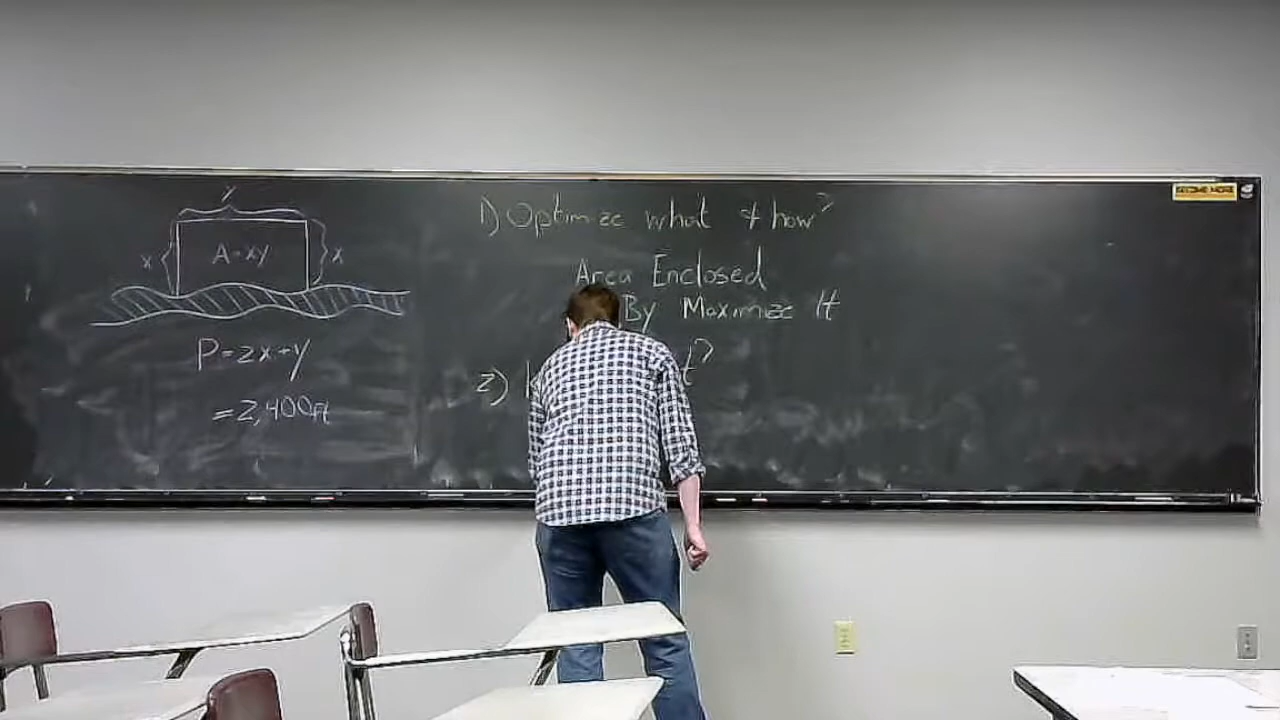 y
x
A=xy
x
P=2x+y
=2,400ft
1) Optimize what & how?
Area Enclosed
By Maximize It
2)
t?